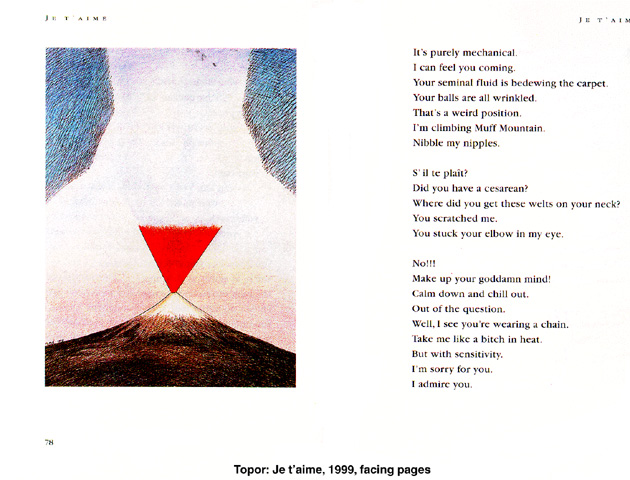 JE T'AIME
JE T'AIM
It's purely mechanical.
I can feel you coming.
Your seminal fluid is bedewing the carpet.
Your balls are all wrinkled.
That's a weird position.
I'm climbing Muff Mountain.
Nibble my nipples.
S'il te plaît?
Did you have a cesarean?
Where did you get these welts on your neck?
You scratched me.
You stuck your elbow in my eye.
No!!!
Make up your goddamn mind!
Calm down and chill out.
Out of the question.
Well, I see you're wearing a chain.
Take me like a bitch in heat.
But with sensitivity.
I'm sorry for you.
I admire you.
78
Topor: Je t'aime, 1999, facing pages